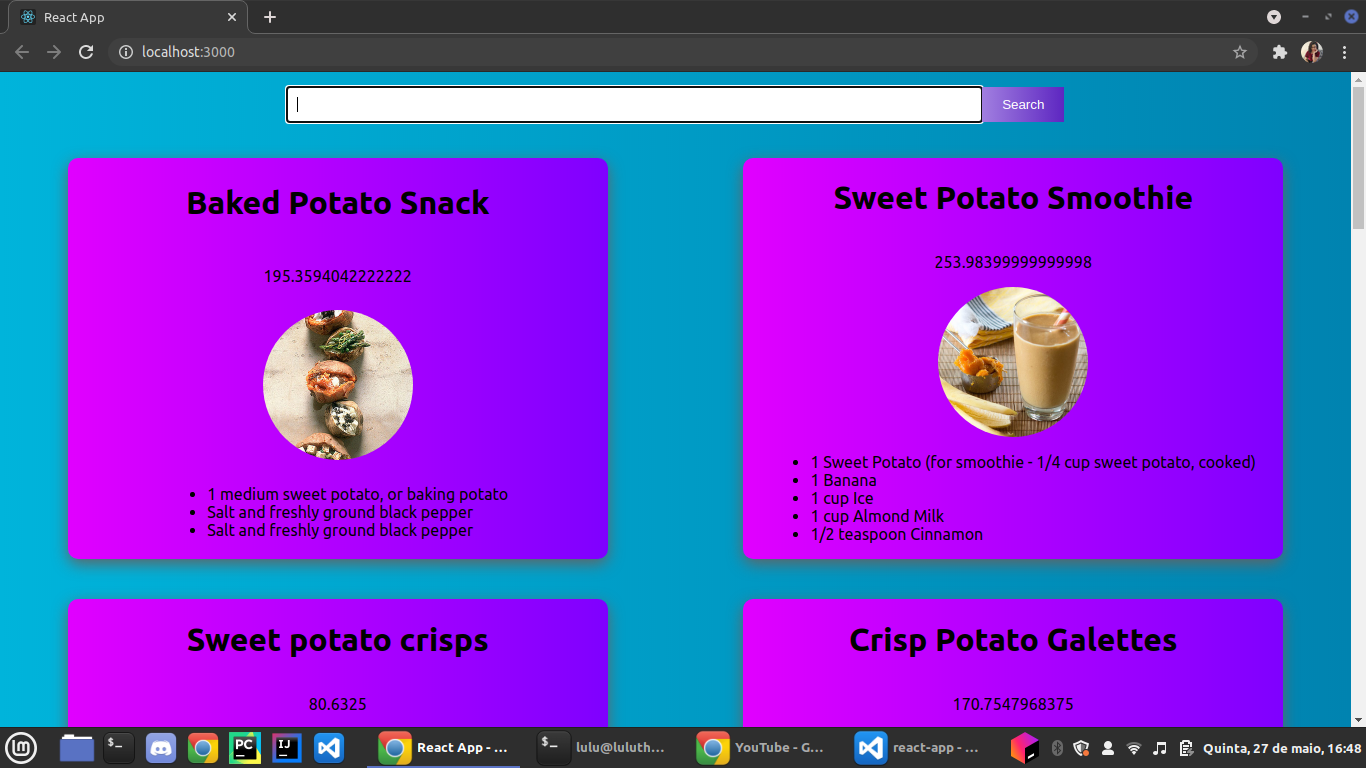 React App
localhost:3000
Search
Baked Potato Snack
195.3594042222222
1 medium sweet potato, or baking potato
Salt and freshly ground black pepper
Salt and freshly ground black pepper
Sweet Potato Smoothie
253.98399999999998
1 Sweet Potato (for smoothie - 1/4 cup sweet potato, cooked)
1 Banana
1 cup Ice
1 cup Almond Milk
1/2 teaspoon Cinnamon
Sweet potato crisps
80.6325
Crisp Potato Galettes
170.7547968375
lm
$_
PC
IJ
React App - ...
$_
lulu@luluth...
YouTube - G...
react-app - ...
Quinta, 27 de maio, 16:48